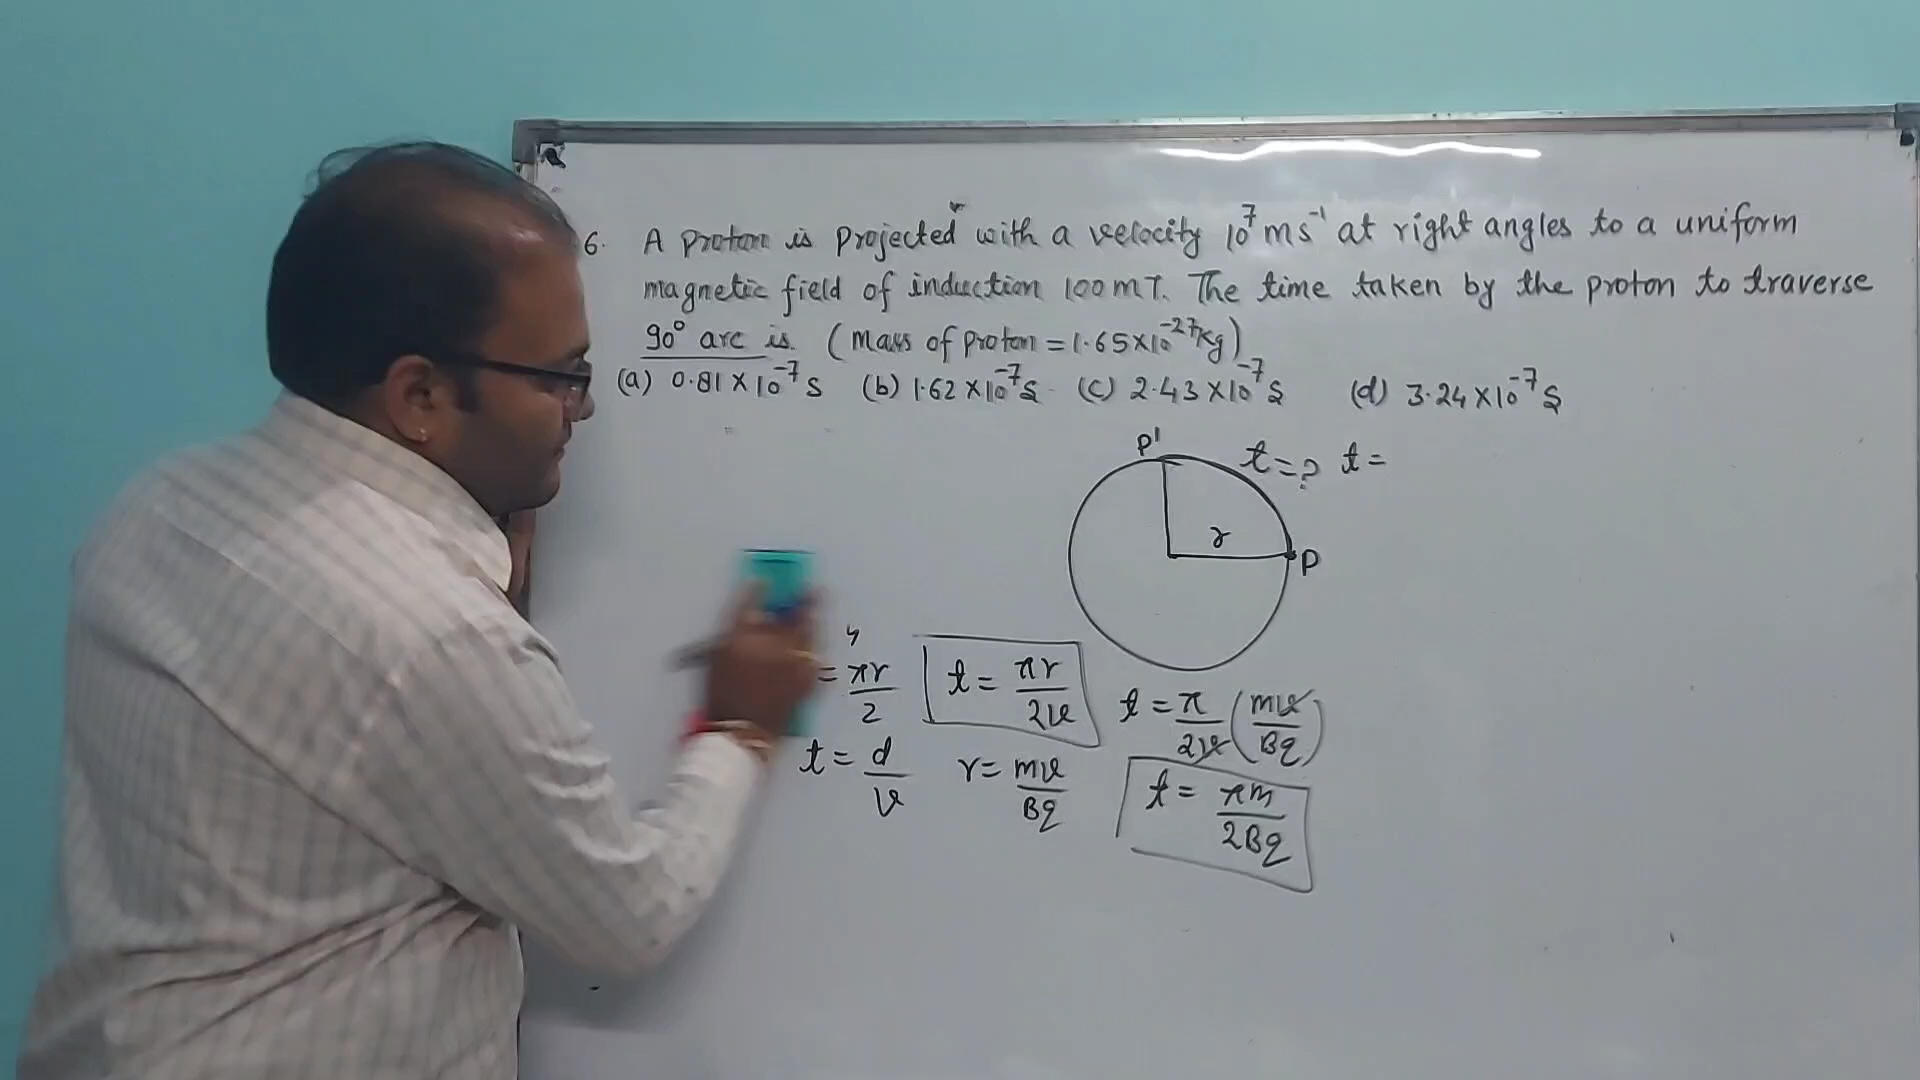 6. A proton is projected with a velocity 10⁷ ms⁻¹ at right angles to a uniform
magnetic field of induction 100 mT. The time taken by the proton to traverse
90° arc is. (Mass of proton = 1.65×10⁻²⁷kg)
(a) 0.81×10⁻⁷ s (b) 1.62×10⁻⁷ s (c) 2.43×10⁻⁷ s (d) 3.24×10⁻⁷ s
P' t=? t=
r P
= πr/2 t = πr/2v t = π/2v (mv/Bq)
t = d/v r = mv/Bq t = πm/2Bq